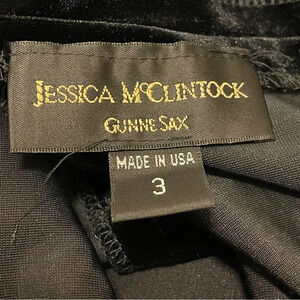 JESSICA McCLINTOCK
GUNNE SAX
MADE IN USA
3